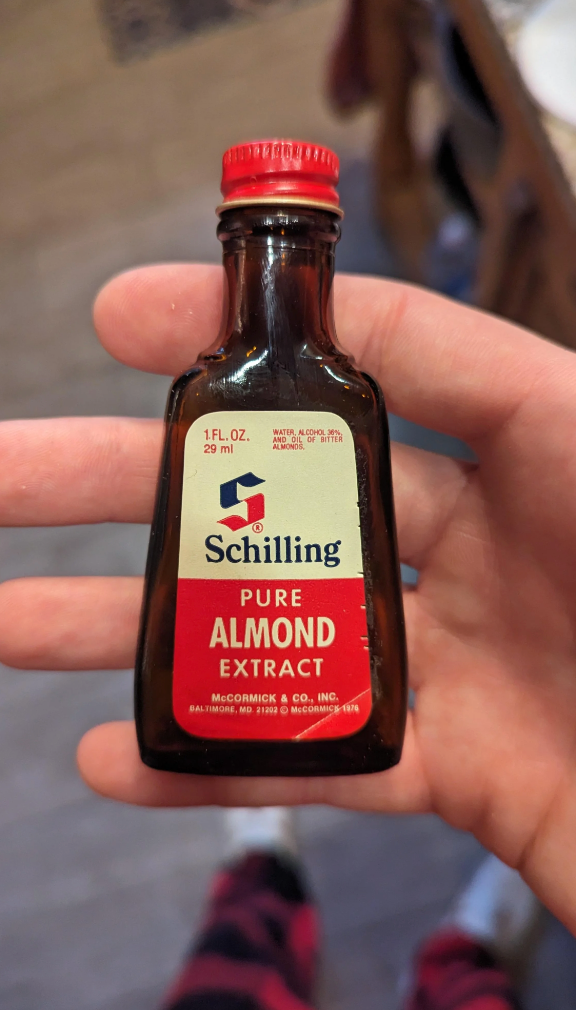 1 FL. OZ.
29 ml
WATER, ALCOHOL 36%,
AND OIL OF BITTER
ALMONDS.
S
®
Schilling
PURE
ALMOND
EXTRACT
McCORMICK & CO., INC.
BALTIMORE, MD. 21202 © McCORMICK 1976